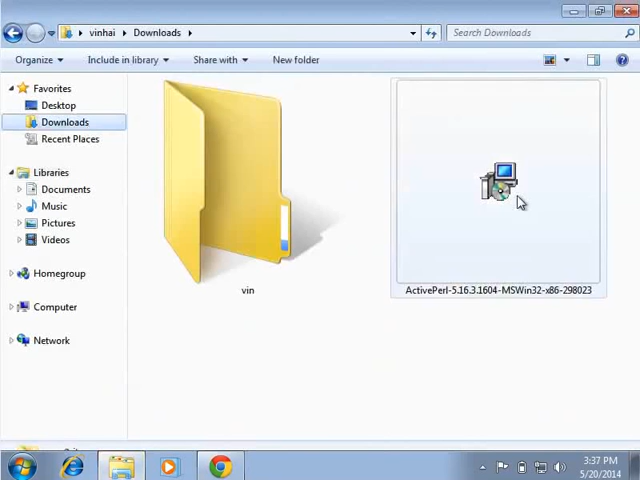 vinhai
Downloads
Search Downloads
Organize
Include in library
Share with
New folder
Favorites
Desktop
Downloads
Recent Places
Libraries
Documents
Music
Pictures
Videos
Homegroup
Computer
Network
vin
ActivePerl-5.16.3.1604-MSWin32-x86-298023
3:37 PM
5/20/2014